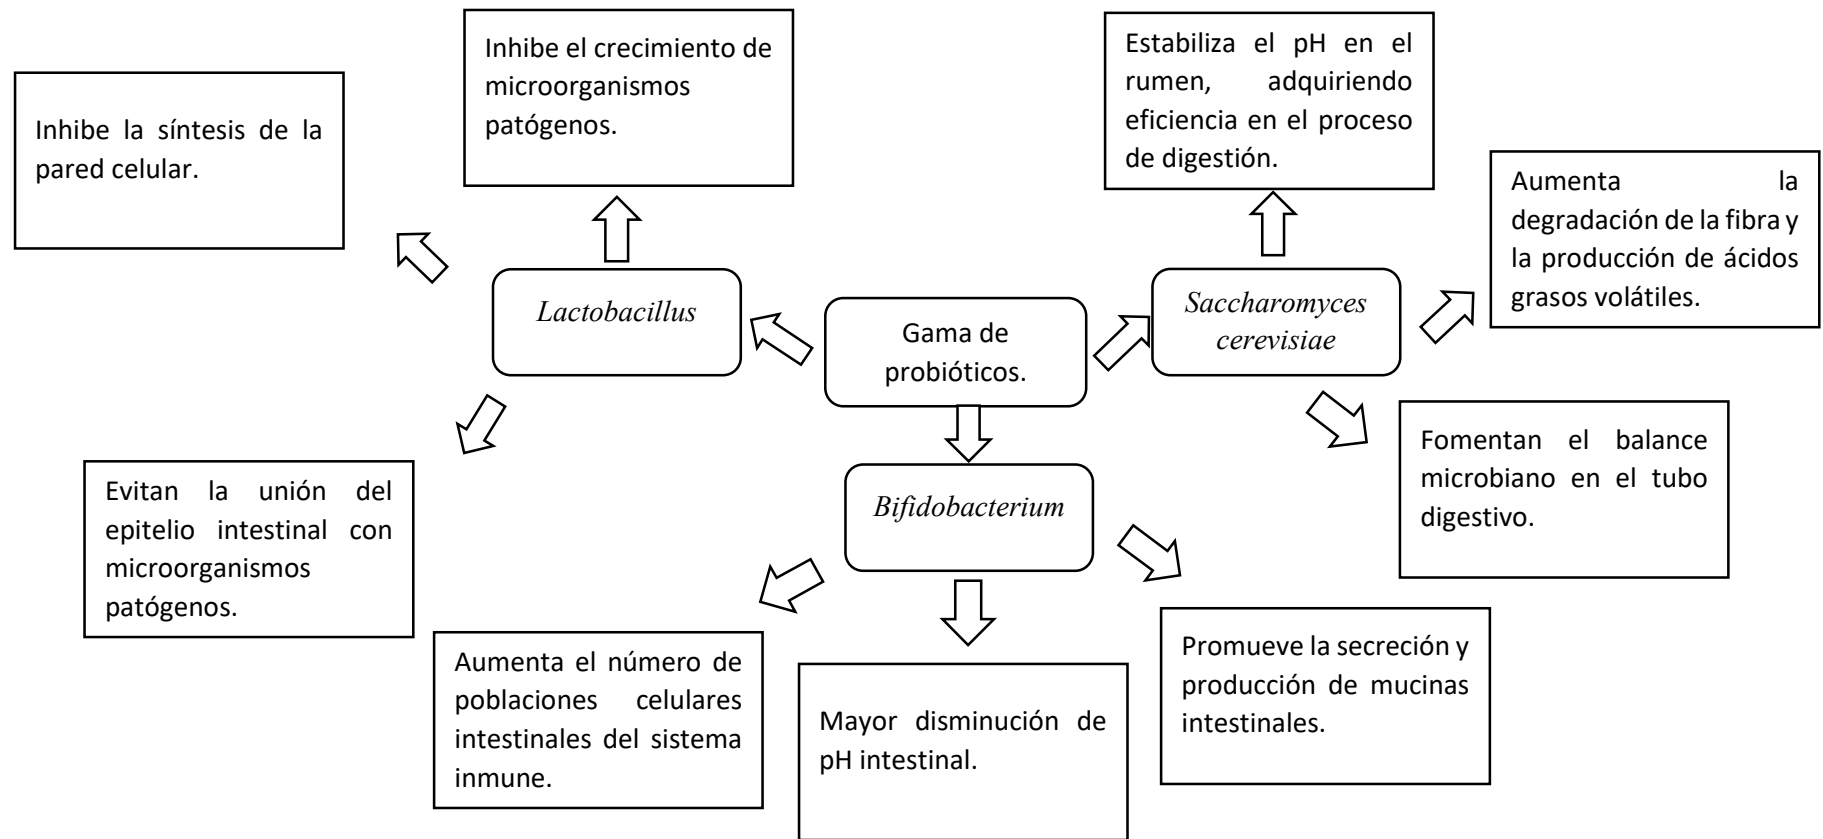 Inhibe la síntesis de la
pared celular.
Inhibe el crecimiento de
microorganismos
patógenos.
Estabiliza el pH en el
rumen, adquiriendo
eficiencia en el proceso
de digestión.
Aumenta la
degradación de la fibra y
la producción de ácidos
grasos volátiles.
Lactobacillus
Gama de
probióticos.
Saccharomyces
cerevisiae
Evitan la unión del
epitelio intestinal con
microorganismos
patógenos.
Bifidobacterium
Fomentan el balance
microbiano en el tubo
digestivo.
Aumenta el número de
poblaciones celulares
intestinales del sistema
inmune.
Mayor disminución de
pH intestinal.
Promueve la secreción y
producción de mucinas
intestinales.